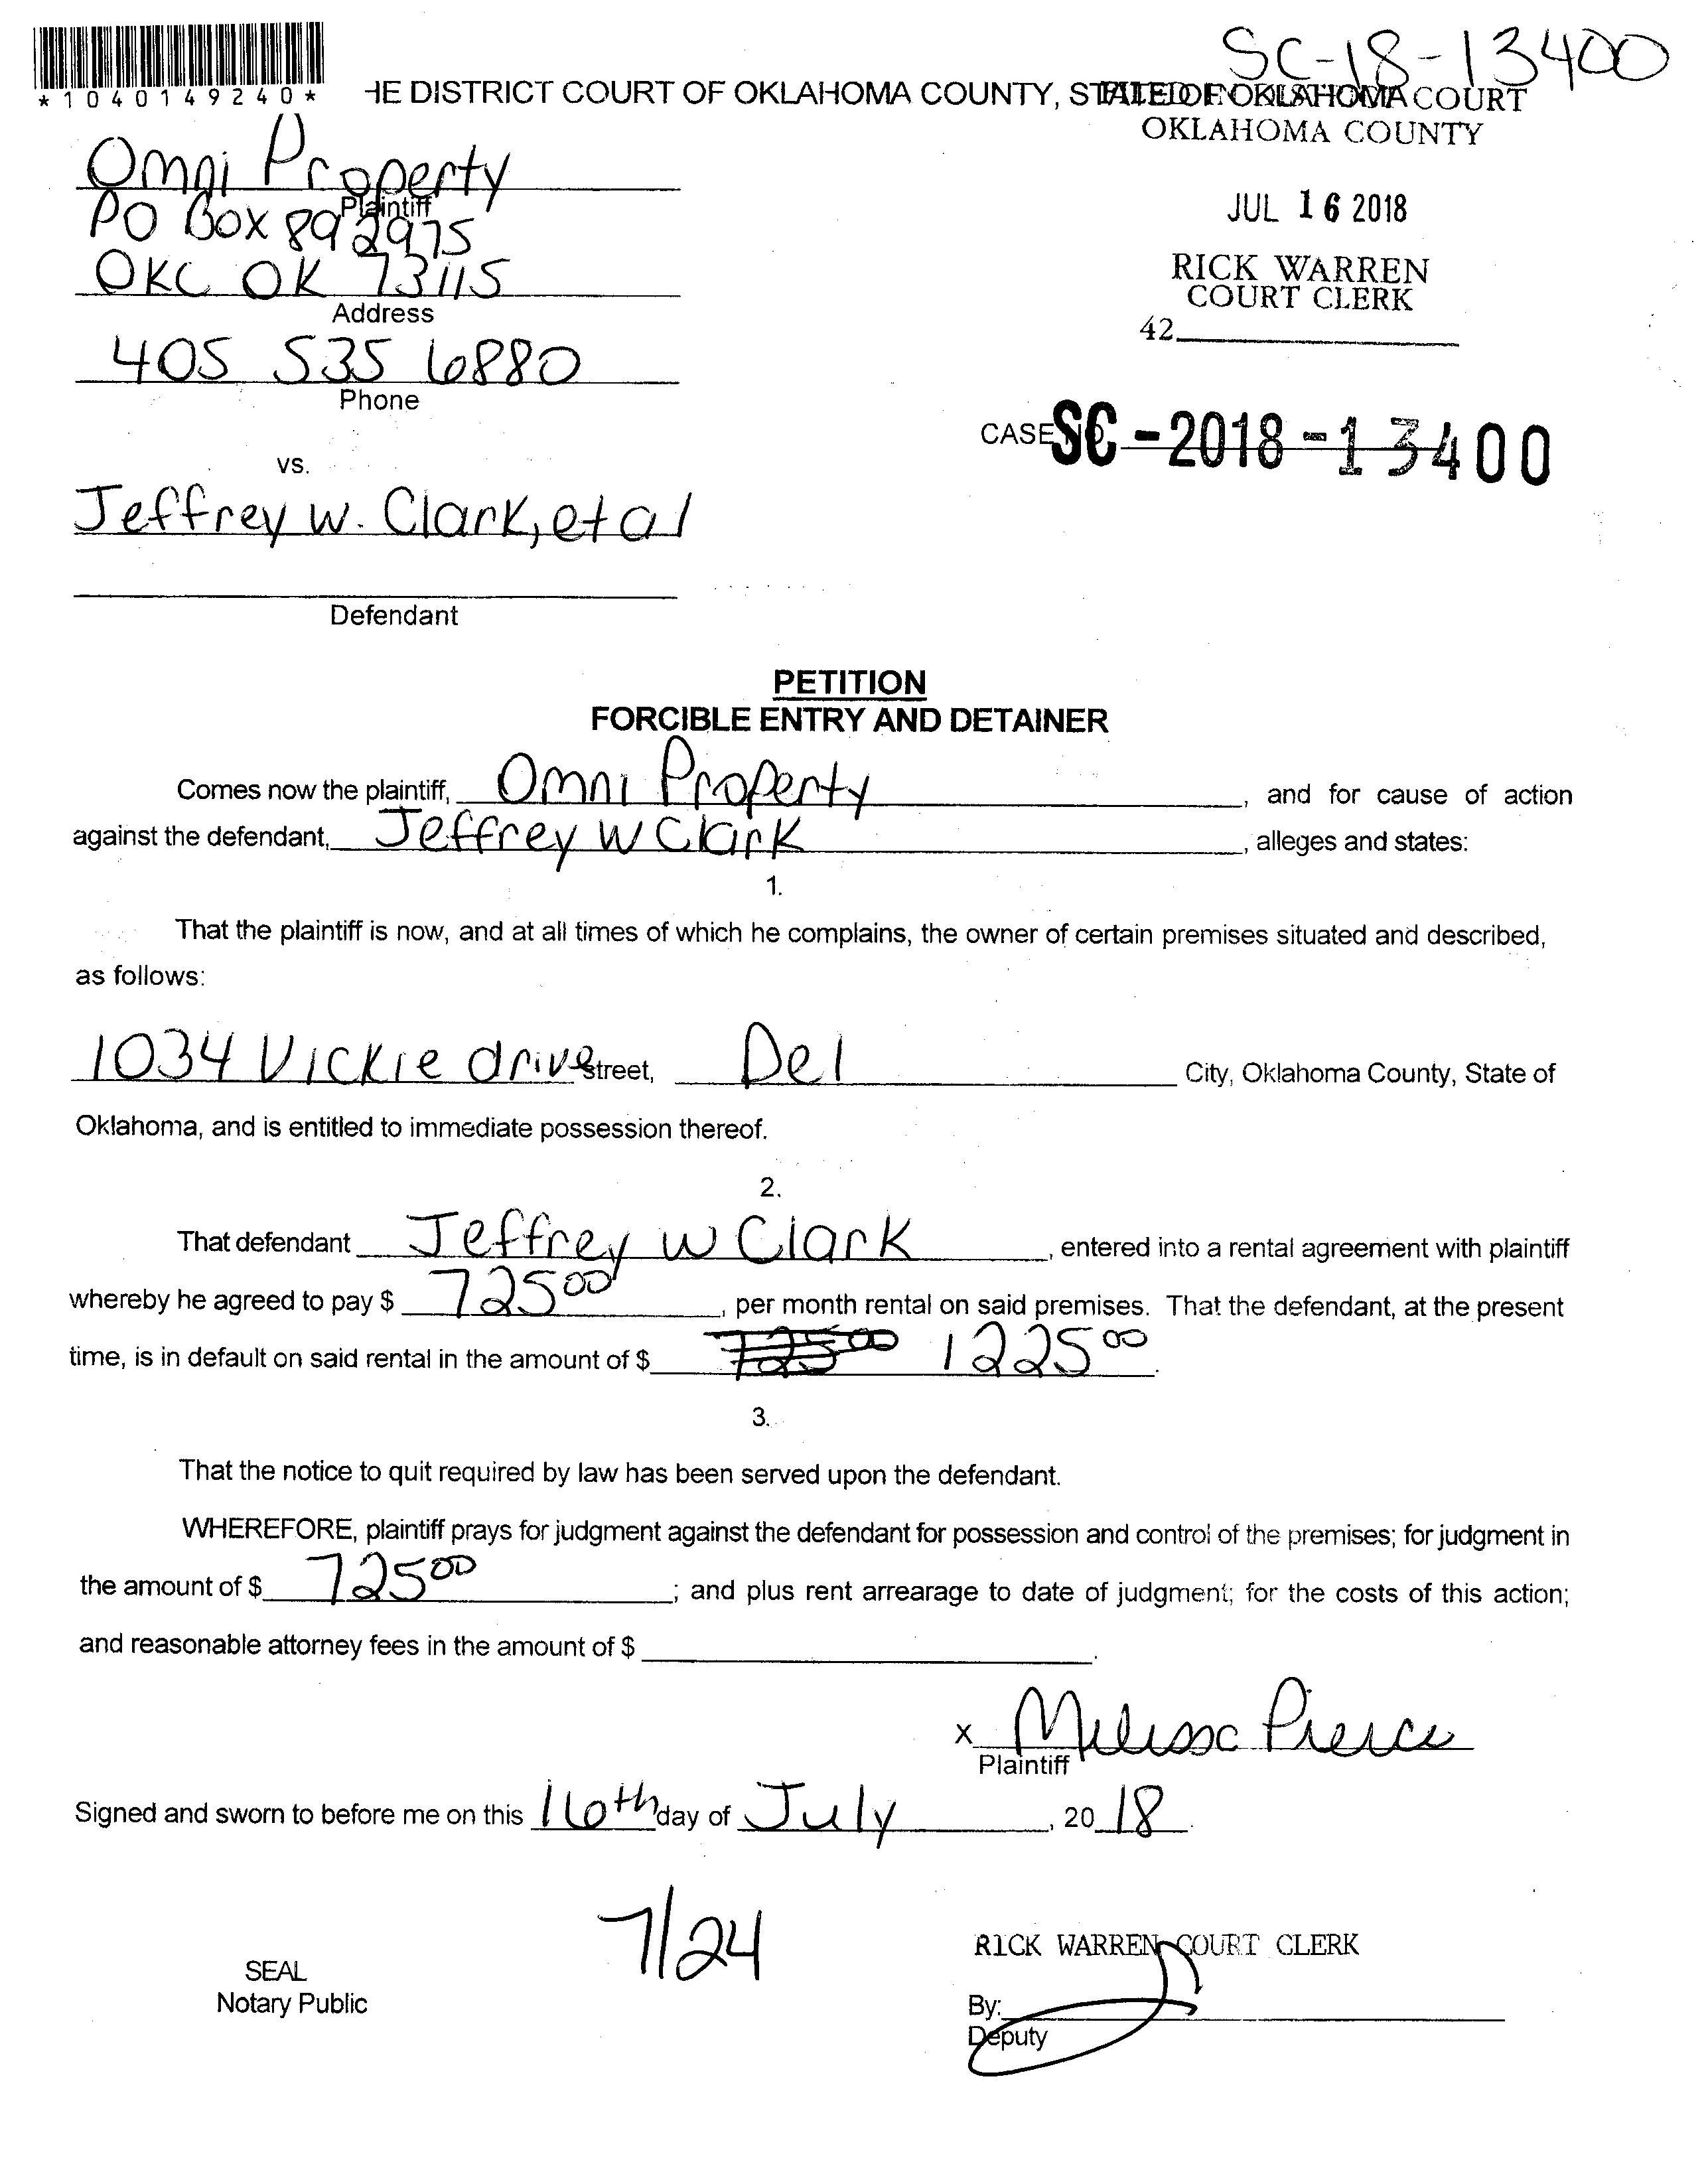 SC-18-13400
*1040149240*
HE DISTRICT COURT OF OKLAHOMA COUNTY, STATE OF OKLAHOMA
FILED IN DISTRICT COURT
OKLAHOMA COUNTY
Omni Property
Plaintiff
PO Box 892975
JUL 16 2018
OKC OK 73115
Address
RICK WARREN
COURT CLERK
42
405 535 6880
Phone
CASE NO. SC-2018-13400
vs.
Jeffrey W. Clark, et al
Defendant
PETITION
FORCIBLE ENTRY AND DETAINER
Comes now the plaintiff, Omni Property, and for cause of action
against the defendant, Jeffrey W Clark, alleges and states:
1.
That the plaintiff is now, and at all times of which he complains, the owner of certain premises situated and described,
as follows:
1034 Vickie drive street, Del City, Oklahoma County, State of
Oklahoma, and is entitled to immediate possession thereof.
2.
That defendant Jeffrey W Clark, entered into a rental agreement with plaintiff
whereby he agreed to pay $ 725 00, per month rental on said premises. That the defendant, at the present
time, is in default on said rental in the amount of $ 725 00 1225 00.
3.
That the notice to quit required by law has been served upon the defendant.
WHEREFORE, plaintiff prays for judgment against the defendant for possession and control of the premises; for judgment in
the amount of $ 725 00; and plus rent arrearage to date of judgment; for the costs of this action;
and reasonable attorney fees in the amount of $ .
x Melissa Pierce
Plaintiff
Signed and sworn to before me on this 16th day of July, 20 18.
7/24
RICK WARREN COURT CLERK
SEAL
Notary Public
By:
Deputy